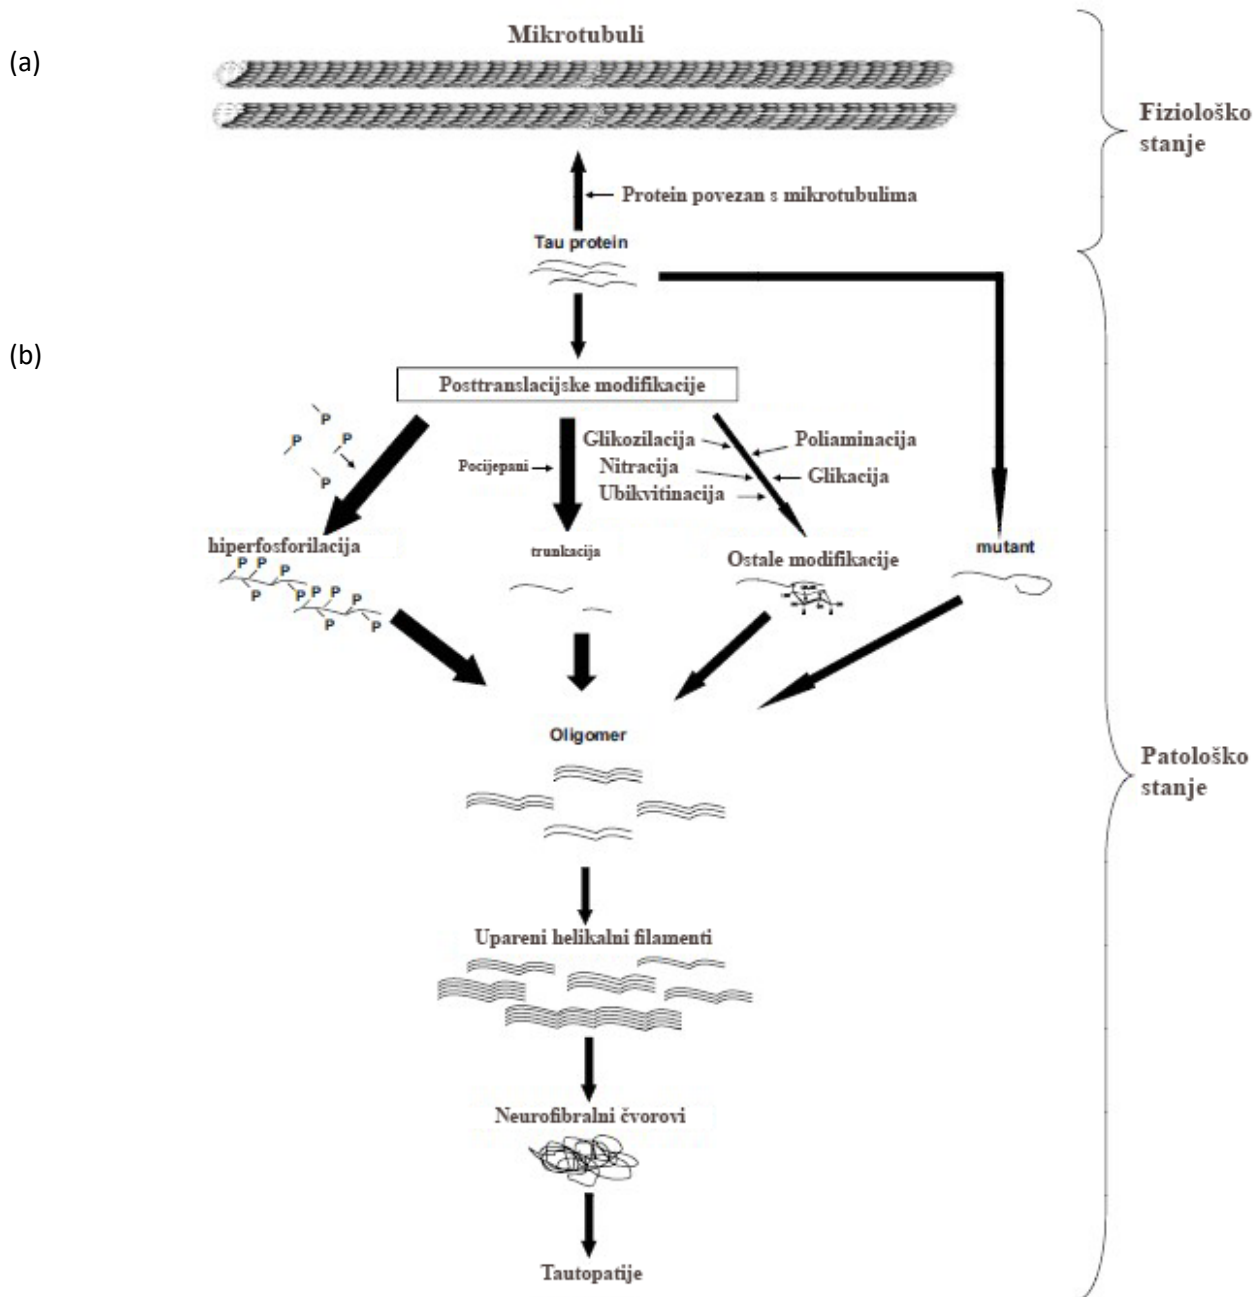 Mikrotubuli
(a)
Fiziološko
stanje
Protein povezan s mikrotubulima
Tau protein
(b)
Posttranslacijske modifikacije
P
P
P
P
Glikozilacija
Poliaminacija
Pocijepani
Nitracija
Glikacija
Ubikvitinacija
hiperfosforilacija
trunkacija
Ostale modifikacije
mutant
P P P
P P P P P
P P
Oligomer
Patološko
stanje
Upareni helikalni filamenti
Neurofibralni čvorovi
Tautopatije